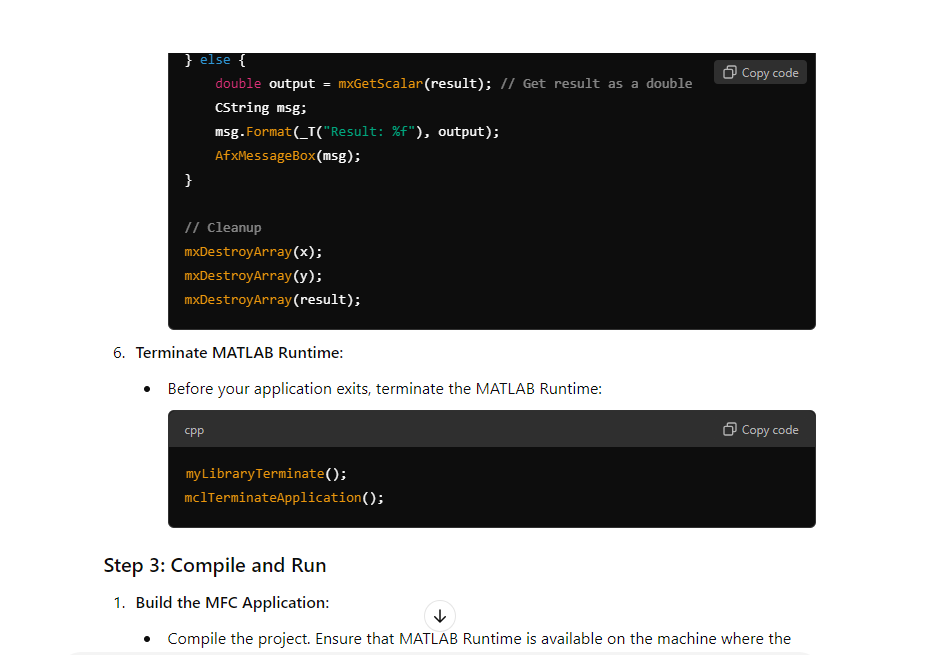 } else {
Copy code
double output = mxGetScalar(result); // Get result as a double
CString msg;
msg.Format(_T("Result: %f"), output);
AfxMessageBox(msg);
}
// Cleanup
mxDestroyArray(x);
mxDestroyArray(y);
mxDestroyArray(result);
6. Terminate MATLAB Runtime:
• Before your application exits, terminate the MATLAB Runtime:
cpp
Copy code
myLibraryTerminate();
mclTerminateApplication();
Step 3: Compile and Run
1. Build the MFC Application:
• Compile the project. Ensure that MATLAB Runtime is available on the machine where the